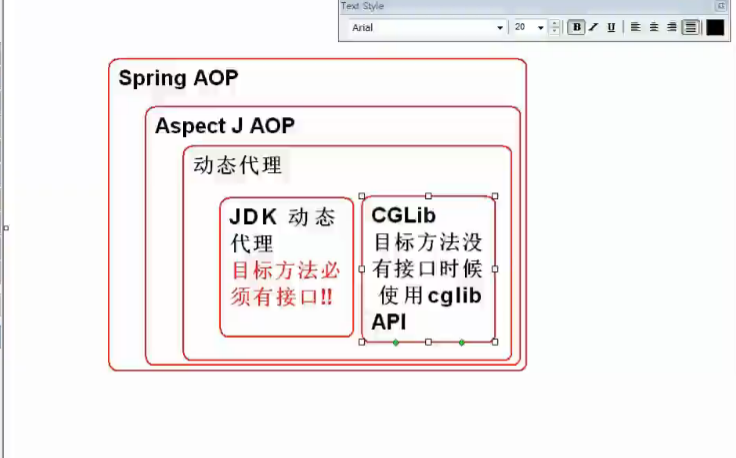 Text Style
Arial
20
B I U
Spring AOP
Aspect J AOP
动态代理
JDK 动态
代理
目标方法必
须有接口!!
CGLib
目标方法没
有接口时候
使用cglib
API